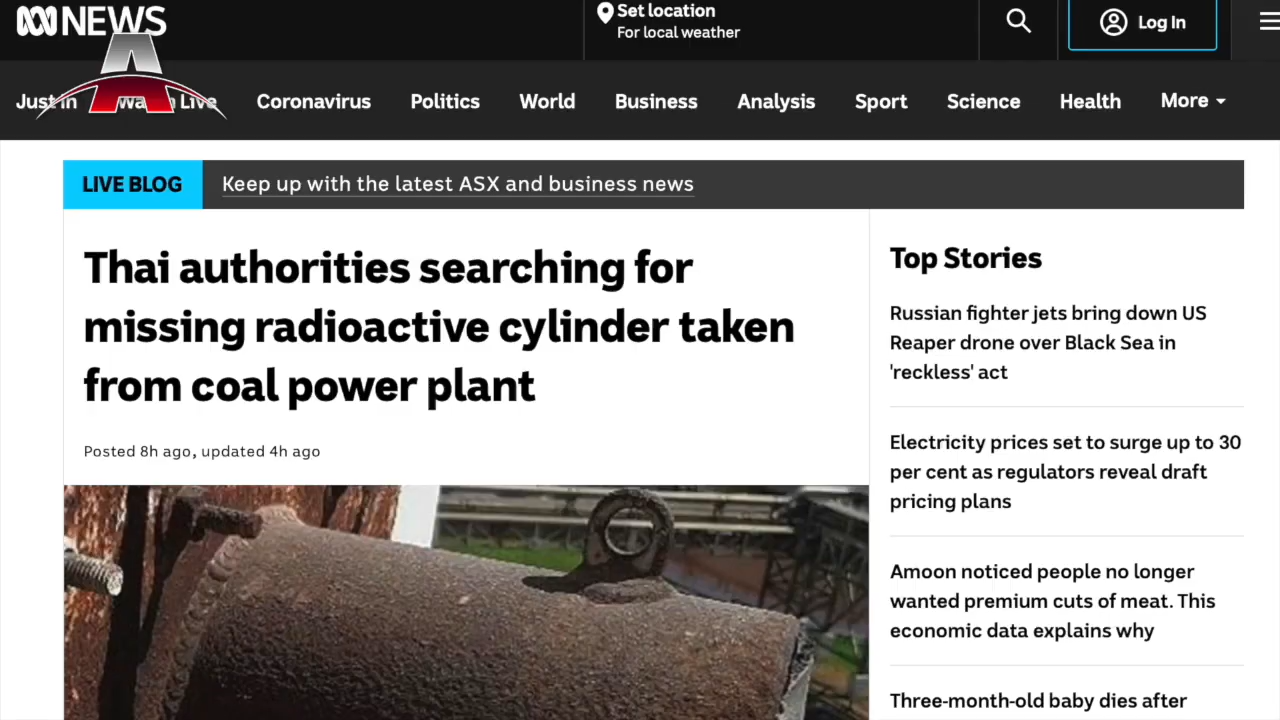 NEWS
Set location
For local weather
Log In
Just in Watch Live Coronavirus Politics World Business Analysis Sport Science Health More
LIVE BLOG Keep up with the latest ASX and business news
Thai authorities searching for
missing radioactive cylinder taken
from coal power plant
Posted 8h ago, updated 4h ago
Top Stories
Russian fighter jets bring down US
Reaper drone over Black Sea in
'reckless' act
Electricity prices set to surge up to 30
per cent as regulators reveal draft
pricing plans
Amoon noticed people no longer
wanted premium cuts of meat. This
economic data explains why
Three-month-old baby dies after